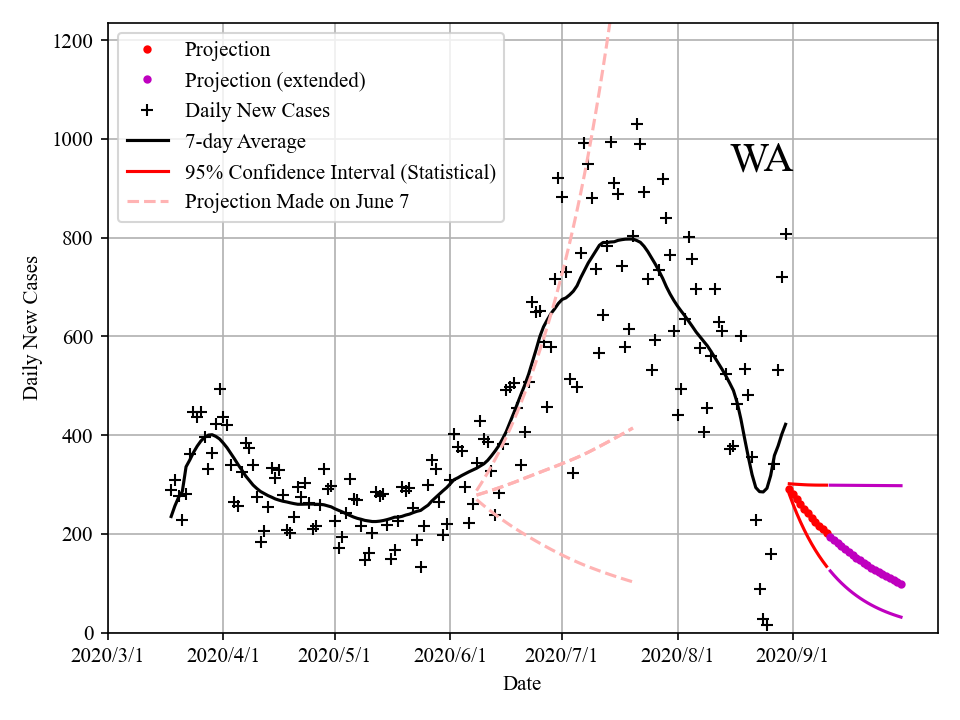 1200
1000
800
600
400
200
0
Daily New Cases
Projection
Projection (extended)
Daily New Cases
7-day Average
95% Confidence Interval (Statistical)
Projection Made on June 7
WA
2020/3/1 2020/4/1 2020/5/1 2020/6/1 2020/7/1 2020/8/1 2020/9/1
Date